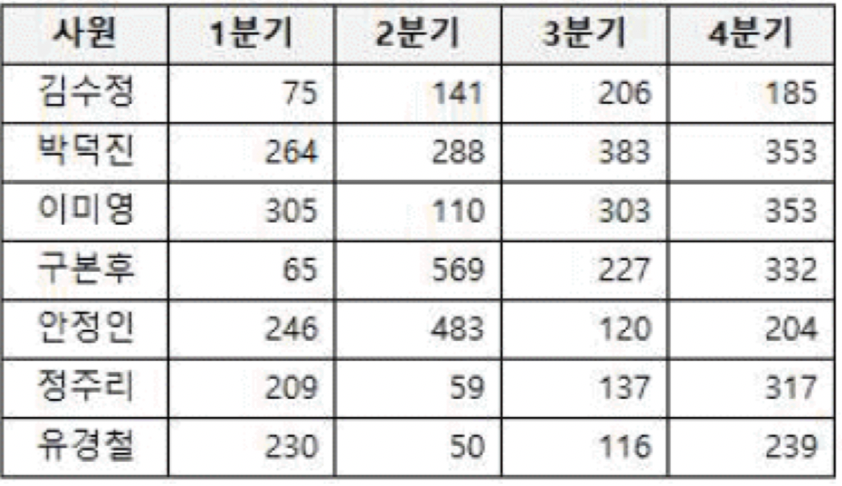 사원 1분기 2분기 3분기 4분기
김수정 75 141 206 185
박덕진 264 288 383 353
이미영 305 110 303 353
구본후 65 569 227 332
안정인 246 483 120 204
정주리 209 59 137 317
유경철 230 50 116 239